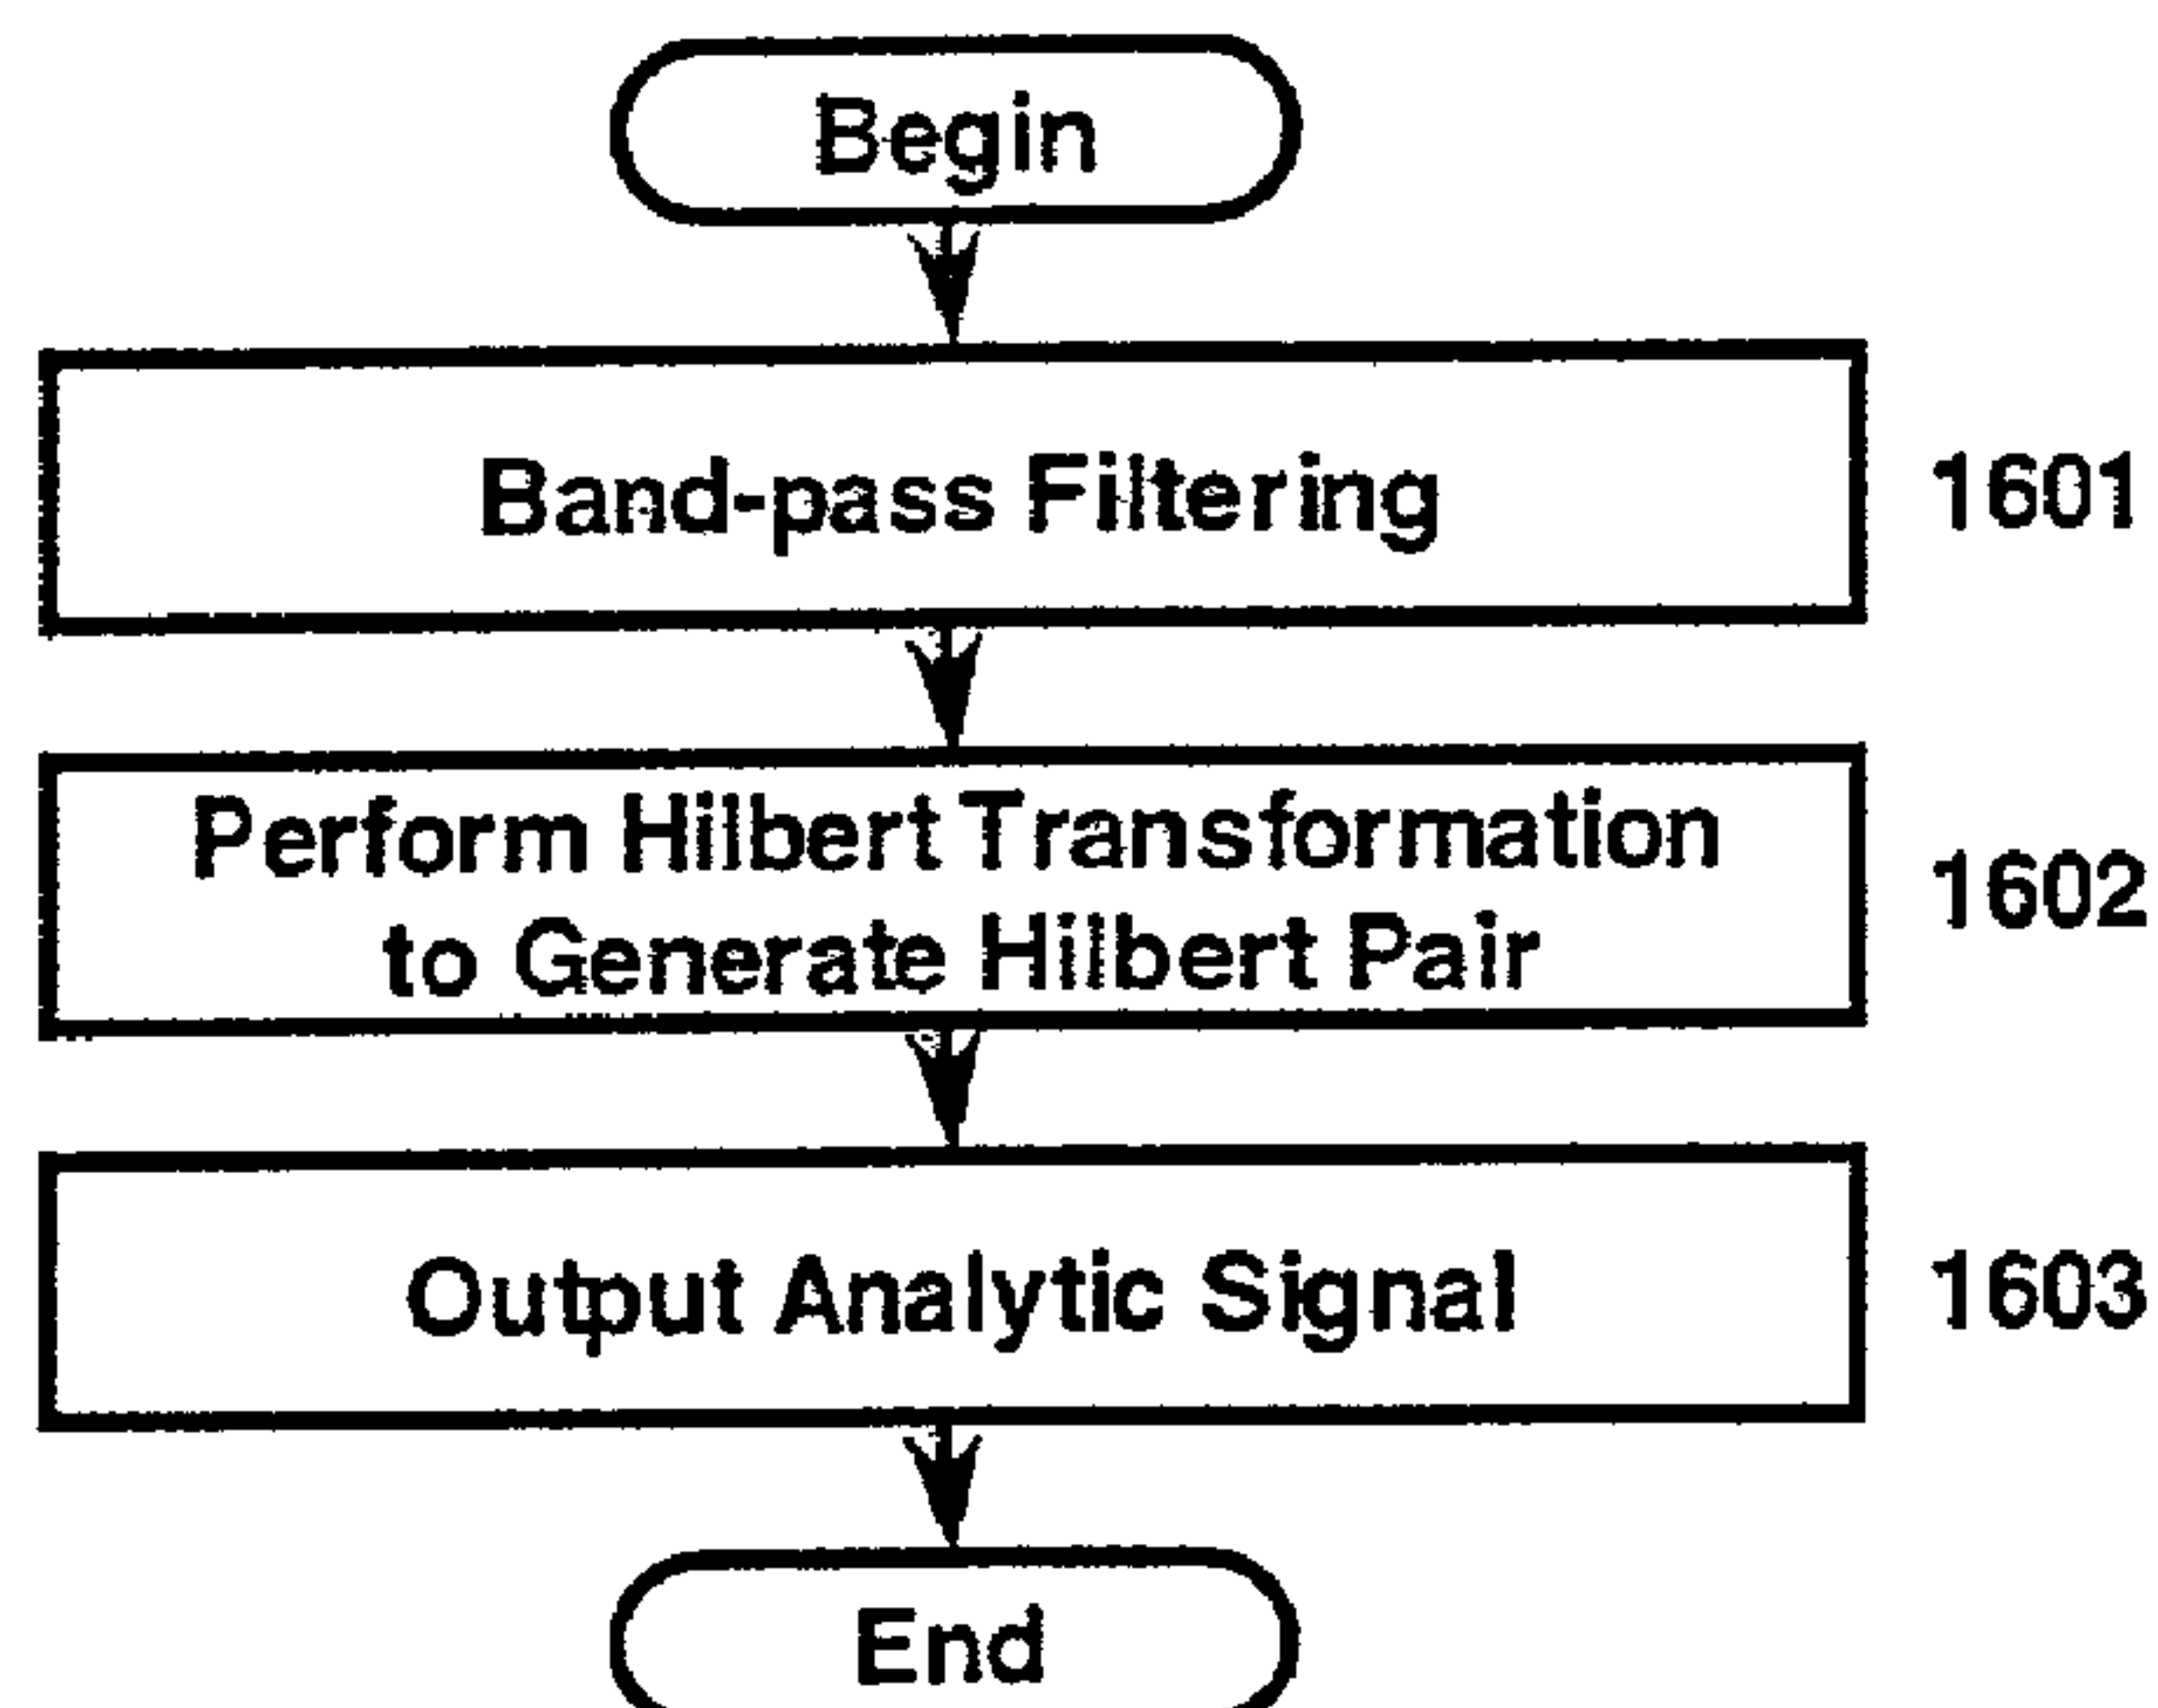 Begin
Band-pass Filtering
1601
Perform Hilbert Transformation
to Generate Hilbert Pair
1602
Output Analytic Signal
1603
End